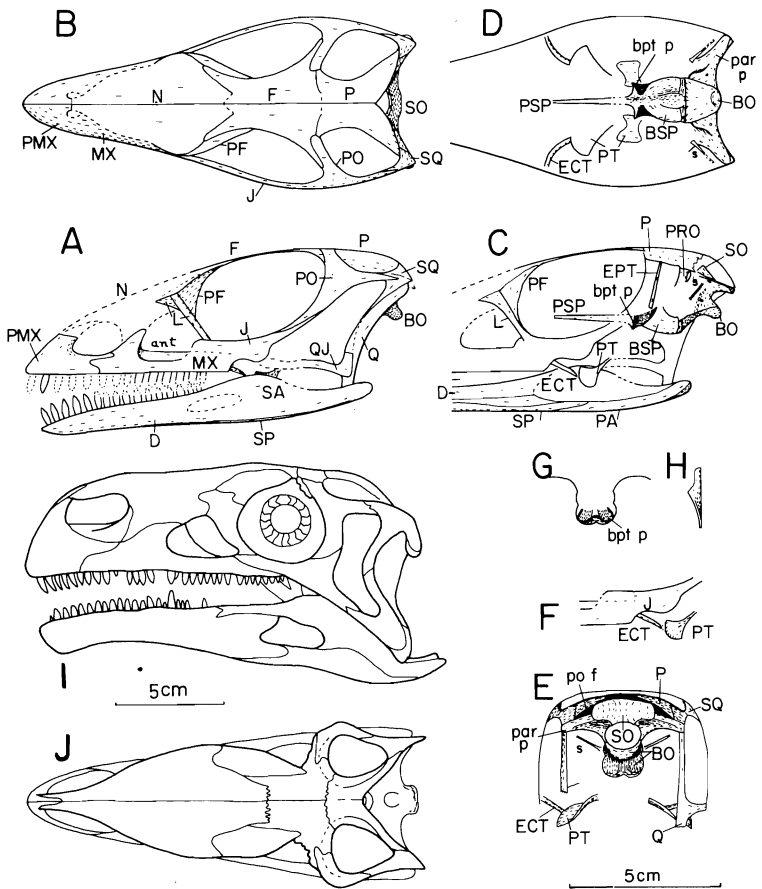 B
N
F
P
SO
PMX
MX
PF
PO
SQ
J
D
bpt p
par
p
PSP
BO
BSP
ECT
PT
s
A
N
F
P
PO
SQ
PF
L
J
BO
PMX
ant
MX
QJ
Q
SA
D
SP
C
P
PRO
SO
EPT
PF
s
bpt p
PSP
L
BO
PT
BSP
ECT
D
SP
PA
G
H
bpt p
F
J
ECT
PT
I
5cm
E
po f
P
SQ
par
p
SO
s
BO
ECT
PT
Q
5cm
J